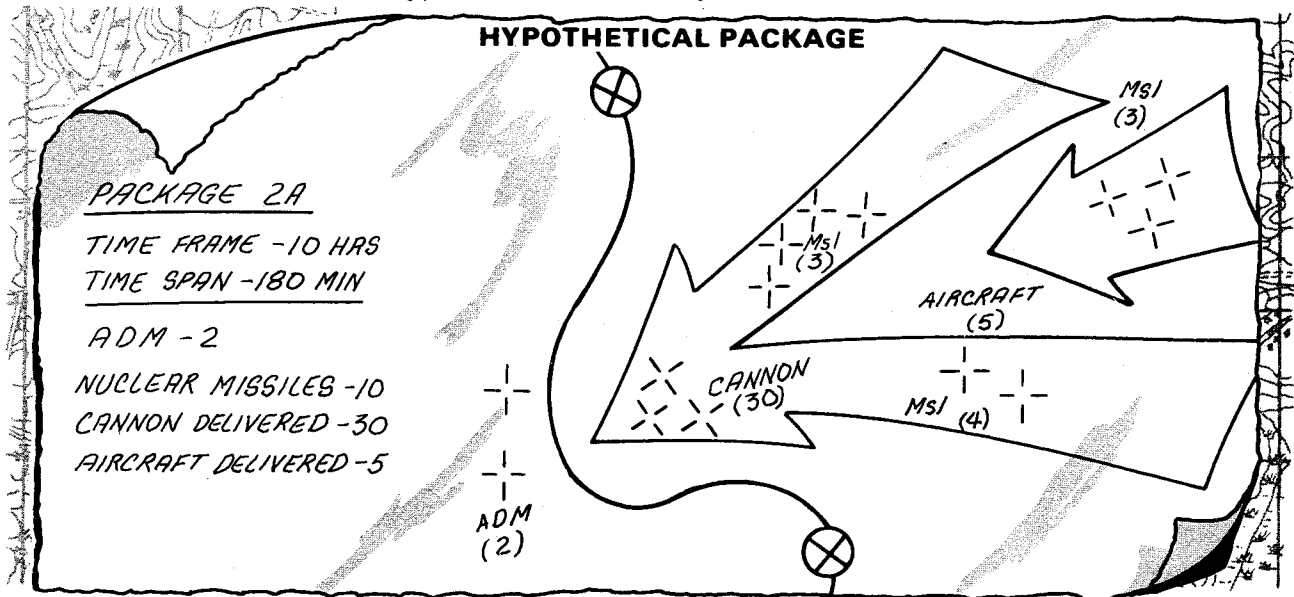 HYPOTHETICAL PACKAGE
PACKAGE 2A
TIME FRAME -10 HRS
TIME SPAN -180 MIN
ADM -2
NUCLEAR MISSILES -10
CANNON DELIVERED -30
AIRCRAFT DELIVERED -5
Msl
(3)
Msl
(3)
AIRCRAFT
(5)
CANNON
(30)
Msl
(4)
ADM
(2)